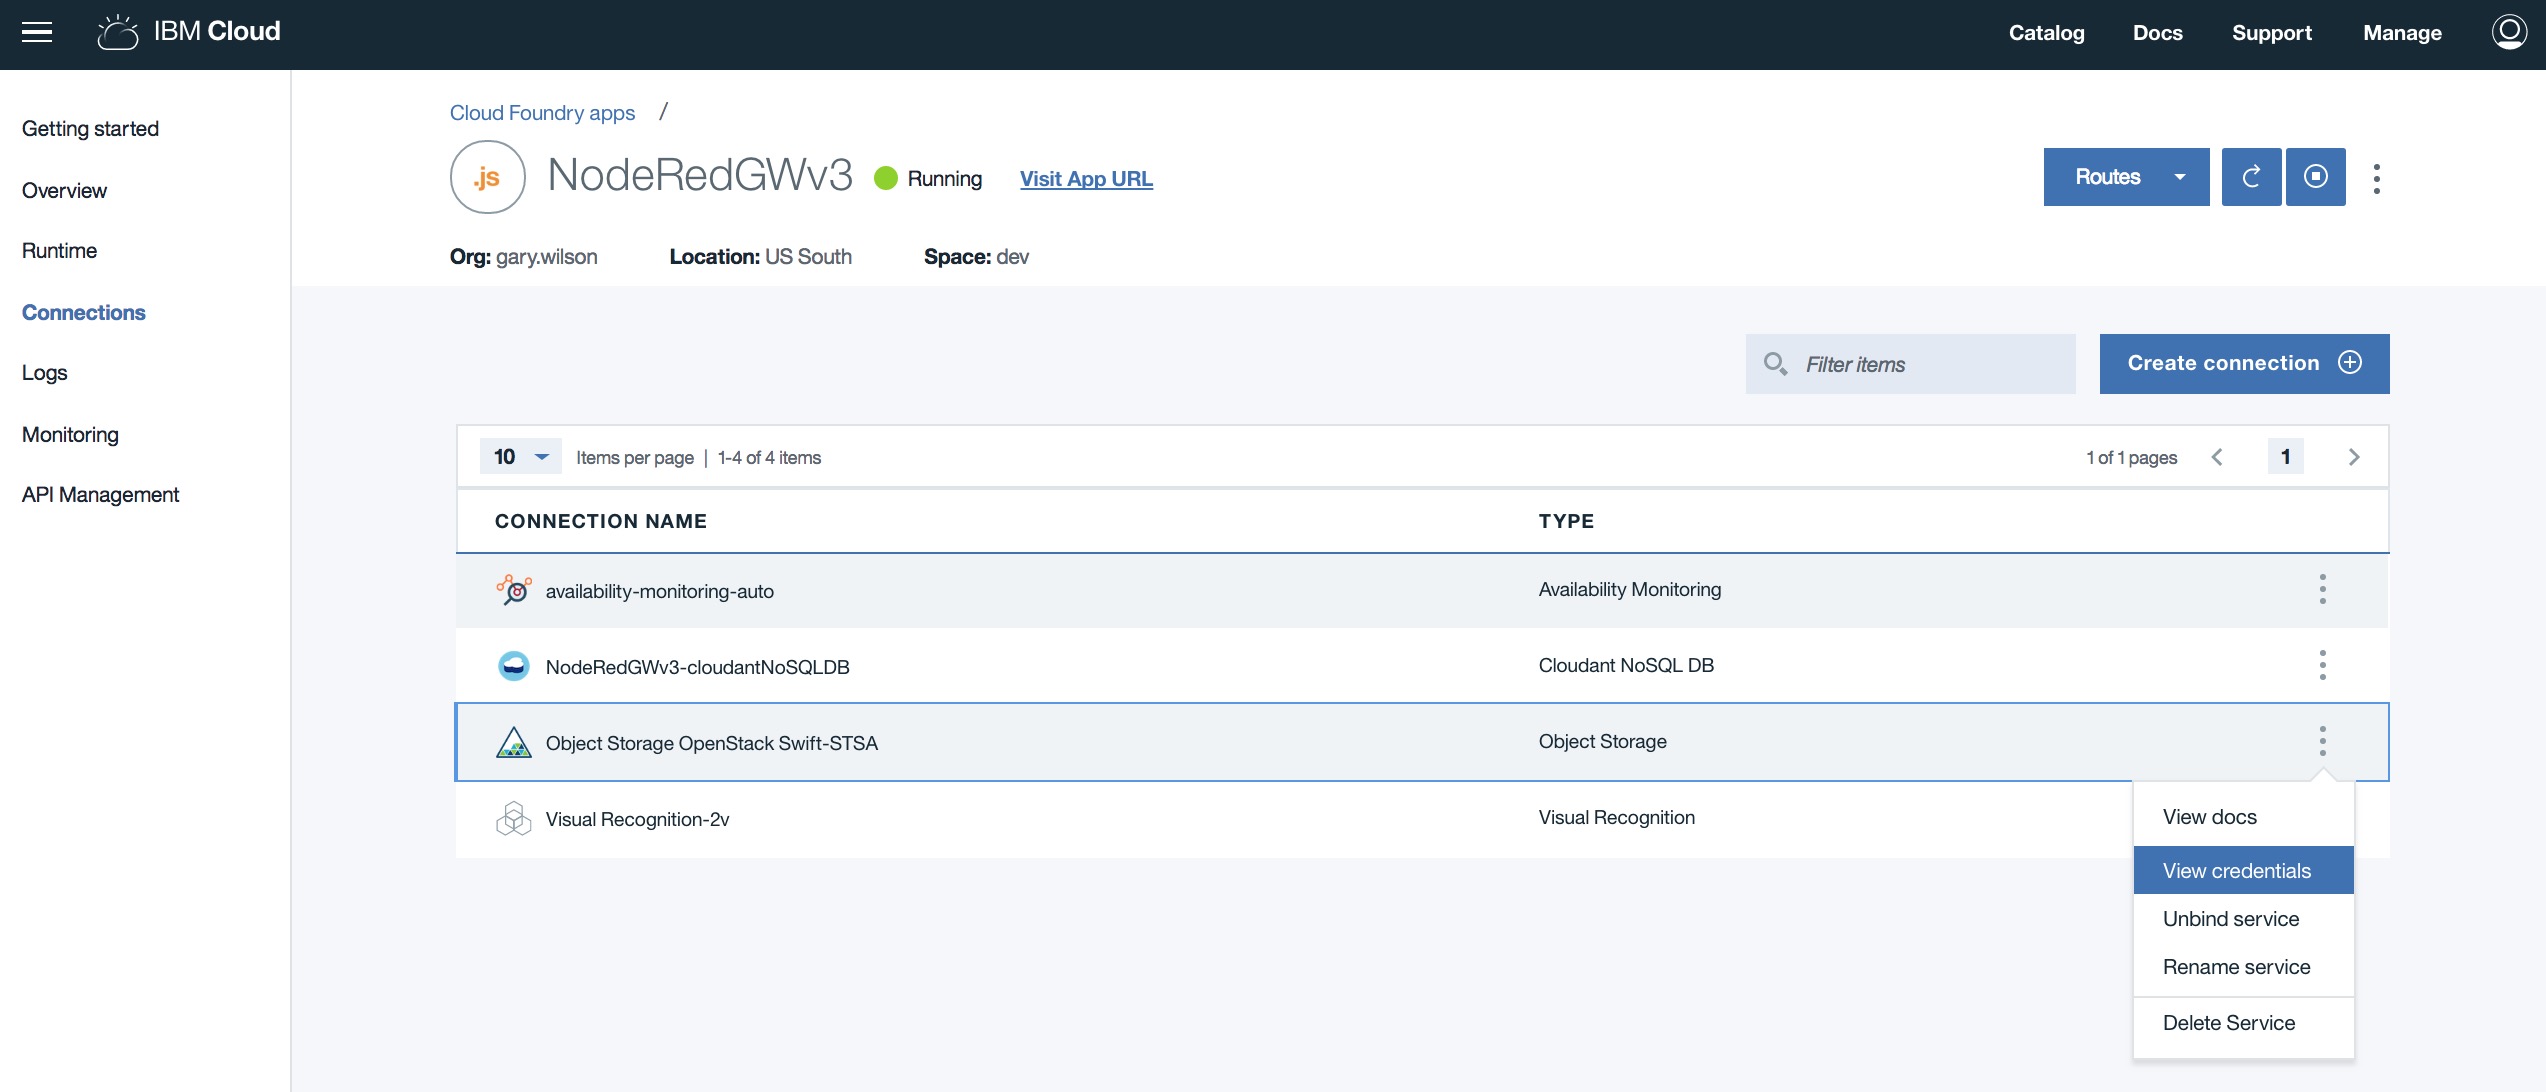 IBM Cloud
Catalog Docs Support Manage
Getting started
Overview
Runtime
Connections
Logs
Monitoring
API Management
Cloud Foundry apps /
.js NodeRedGWv3 Running Visit App URL
Routes
Org: gary.wilson Location: US South Space: dev
Filter items
Create connection
10 Items per page | 1-4 of 4 items
1 of 1 pages 1
CONNECTION NAME TYPE
availability-monitoring-auto Availability Monitoring
NodeRedGWv3-cloudantNoSQLDB Cloudant NoSQL DB
Object Storage OpenStack Swift-STSA Object Storage
Visual Recognition-2v Visual Recognition
View docs
View credentials
Unbind service
Rename service
Delete Service